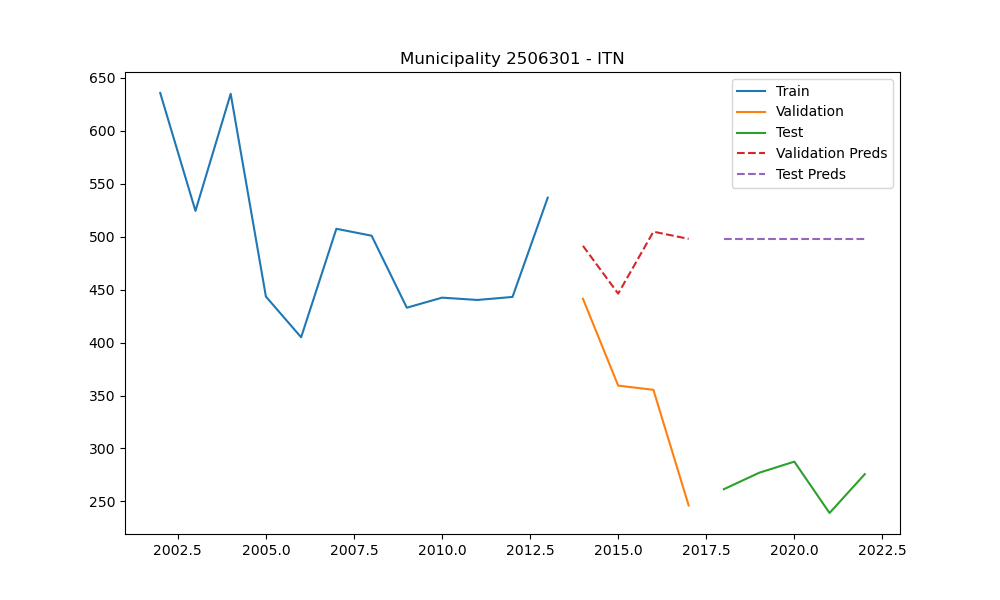 Municipality 2506301 - ITN
650
600
550
500
450
400
350
300
250
Train
Validation
Test
Validation Preds
Test Preds
2002.5 2005.0 2007.5 2010.0 2012.5 2015.0 2017.5 2020.0 2022.5